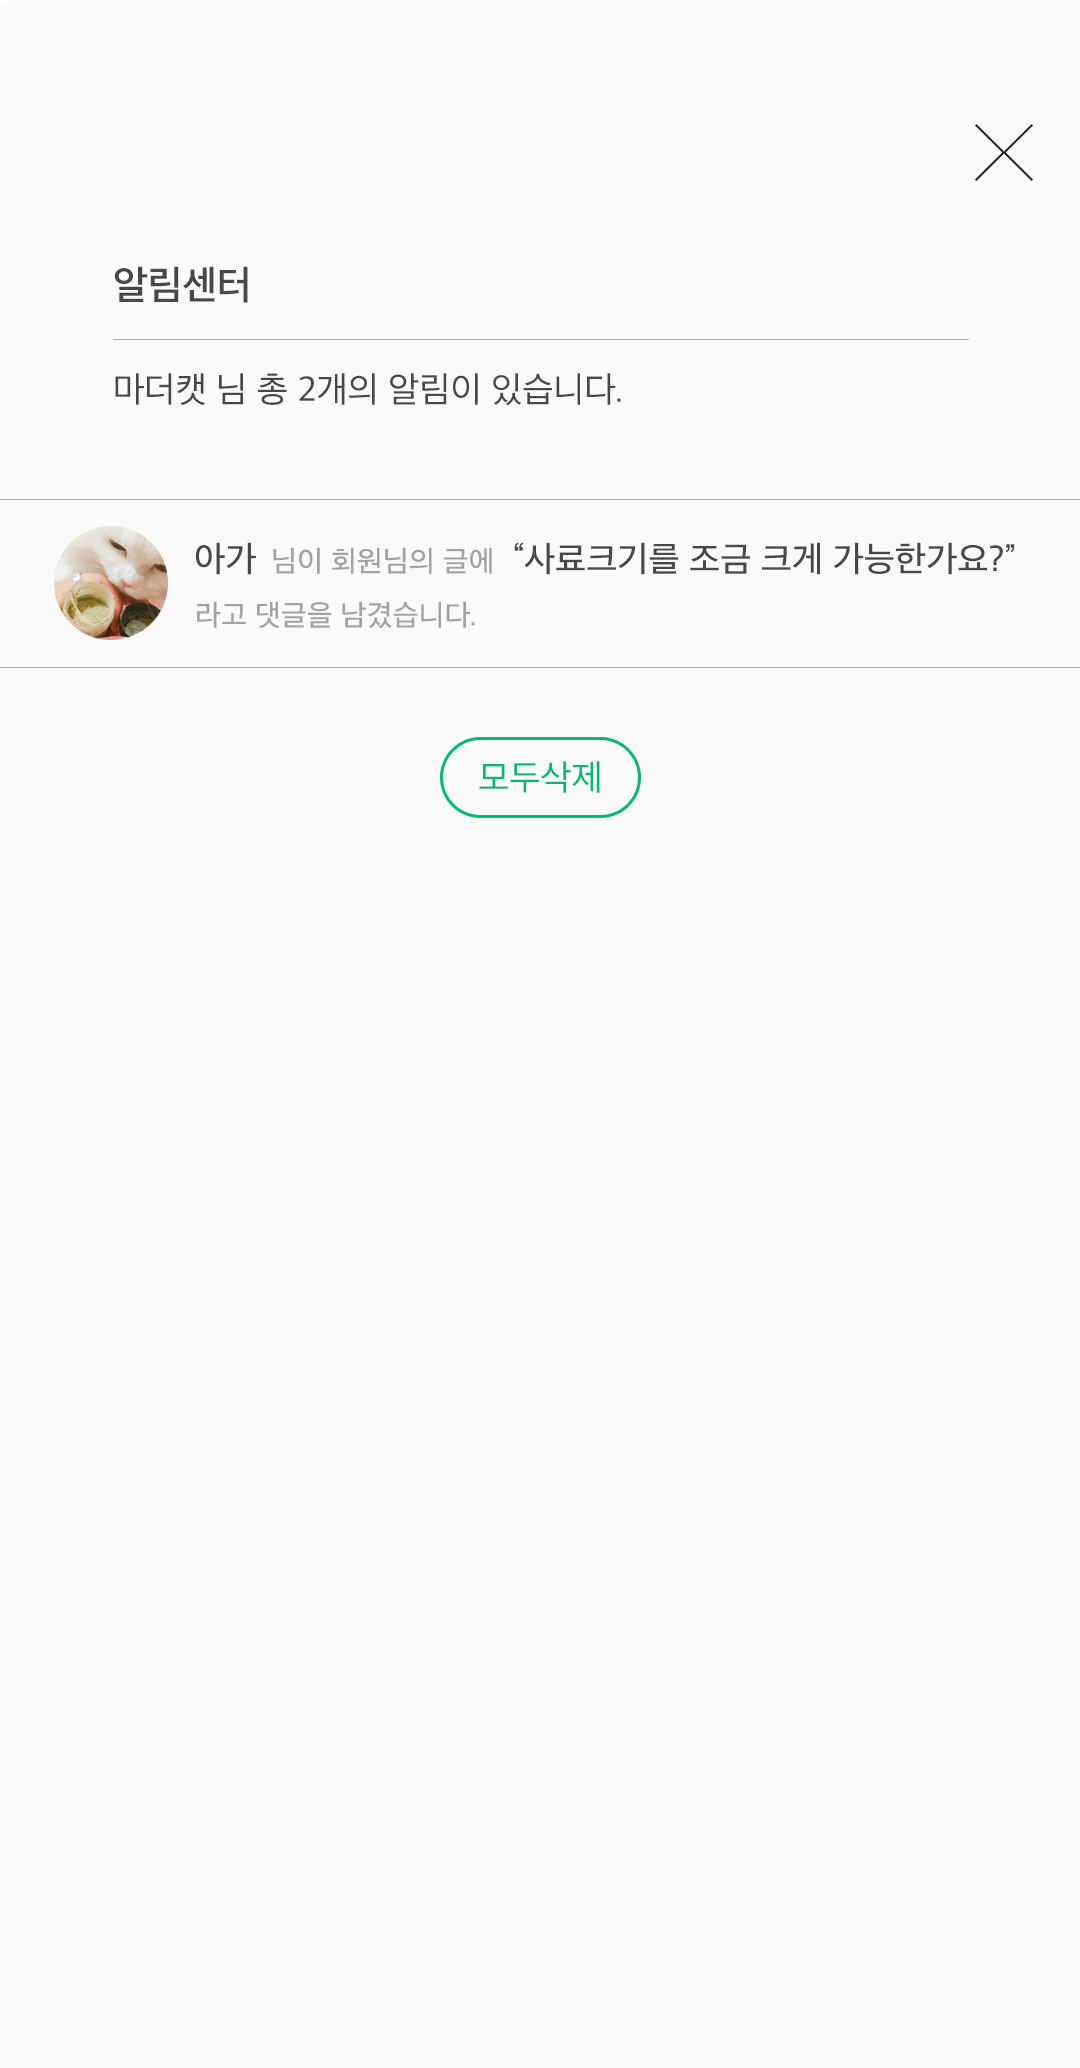 알림센터
마더캣 님 총 2개의 알림이 있습니다.
아가 님이 회원님의 글에 “사료크기를 조금 크게 가능한가요?”
라고 댓글을 남겼습니다.
모두삭제